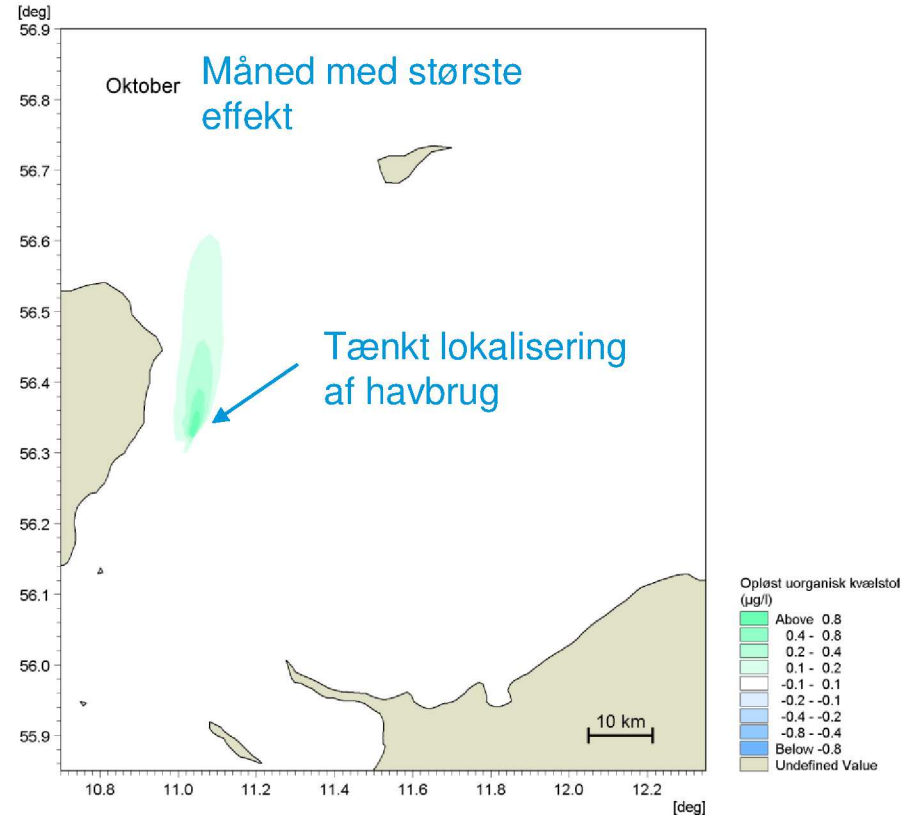 [deg]
56.9
Oktober
Måned med største
effekt
56.8
56.7
56.6
56.5
Tænkt lokalisering
af havbrug
56.4
56.3
56.2
56.1
56.0
55.9
10 km
10.8 11.0 11.2 11.4 11.6 11.8 12.0 12.2
[deg]
Opløst uorganisk kvælstof
(µg/l)
Above 0.8
0.4 - 0.8
0.2 - 0.4
0.1 - 0.2
-0.1 - 0.1
-0.2 - -0.1
-0.4 - -0.2
-0.8 - -0.4
Below -0.8
Undefined Value